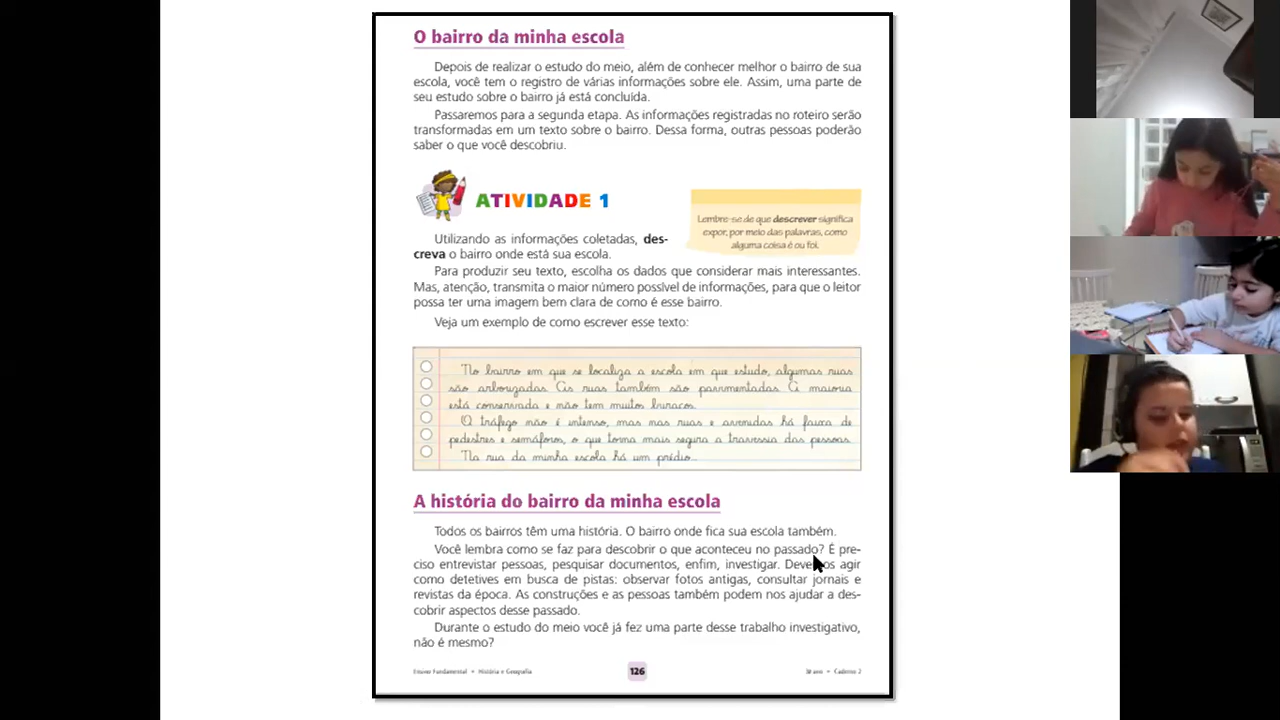 O bairro da minha escola
Depois de realizar o estudo do meio, além de conhecer melhor o bairro de sua
escola, você tem o registro de várias informações sobre ele. Assim, uma parte de
seu estudo sobre o bairro já está concluída.
Passaremos para a segunda etapa. As informações registradas no roteiro serão
transformadas em um texto sobre o bairro. Dessa forma, outras pessoas poderão
saber o que você descobriu.
ATIVIDADE 1
Lembre-se de que descrever significa
expor, por meio das palavras, como
alguma coisa é ou foi.
Utilizando as informações coletadas, des-
creva o bairro onde está sua escola.
Para produzir seu texto, escolha os dados que considerar mais interessantes.
Mas, atenção, transmita o maior número possível de informações, para que o leitor
possa ter uma imagem bem clara de como é esse bairro.
Veja um exemplo de como escrever esse texto:
No bairro em que se localiza a escola em que estudo, algumas ruas
são arborizadas. As ruas também são pavimentadas. A maioria
está conservada e não tem muitos buracos.
O tráfego não é intenso, mas nas ruas e avenidas há faixa de
pedestres e semáforos, o que torna mais segura a travessia das pessoas.
Na rua da minha escola há um prédio...
A história do bairro da minha escola
Todos os bairros têm uma história. O bairro onde fica sua escola também.
Você lembra como se faz para descobrir o que aconteceu no passado? É pre-
ciso entrevistar pessoas, pesquisar documentos, enfim, investigar. Devemos agir
como detetives em busca de pistas: observar fotos antigas, consultar jornais e
revistas da época. As construções e as pessoas também podem nos ajudar a des-
cobrir aspectos desse passado.
Durante o estudo do meio você já fez uma parte desse trabalho investigativo,
não é mesmo?
Ensino Fundamental • História e Geografia
126
3º ano • Caderno 2